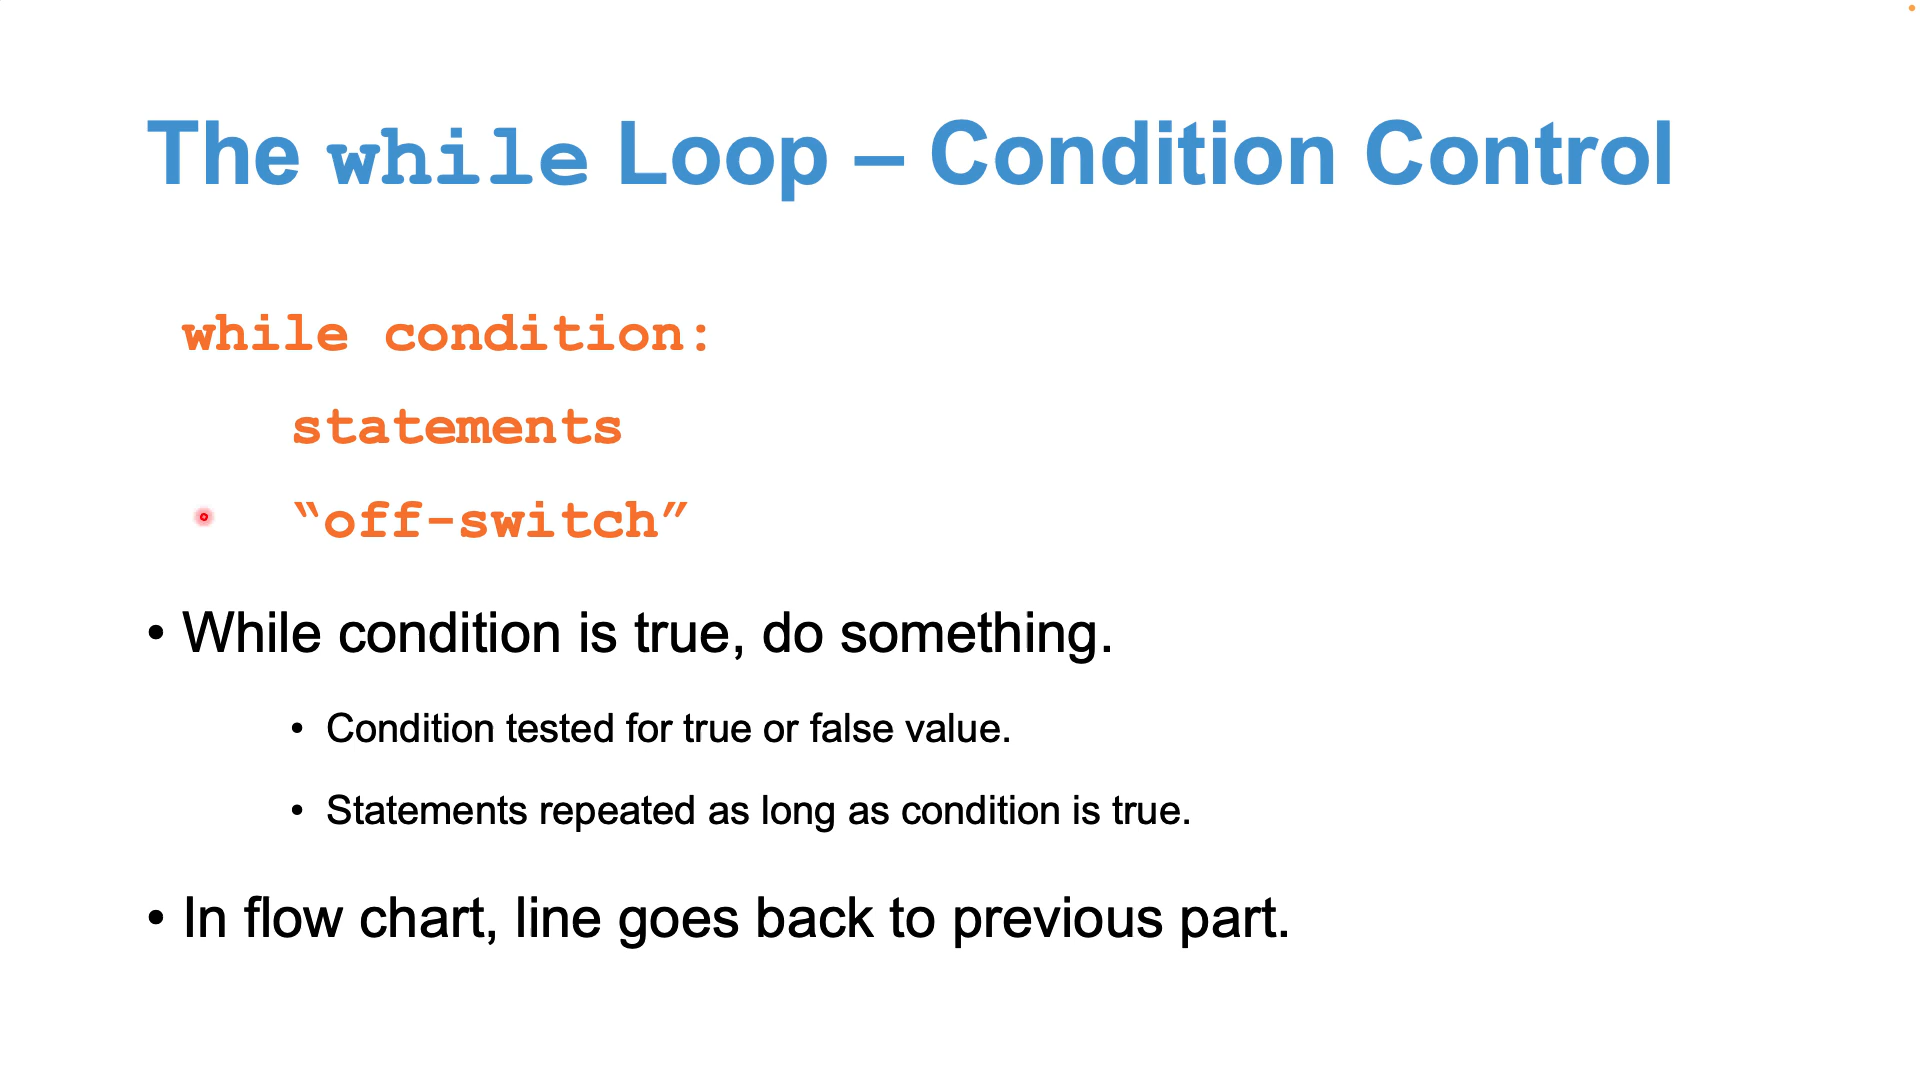 The while Loop – Condition Control
while condition:
statements
“off-switch”
• While condition is true, do something.
• Condition tested for true or false value.
• Statements repeated as long as condition is true.
• In flow chart, line goes back to previous part.